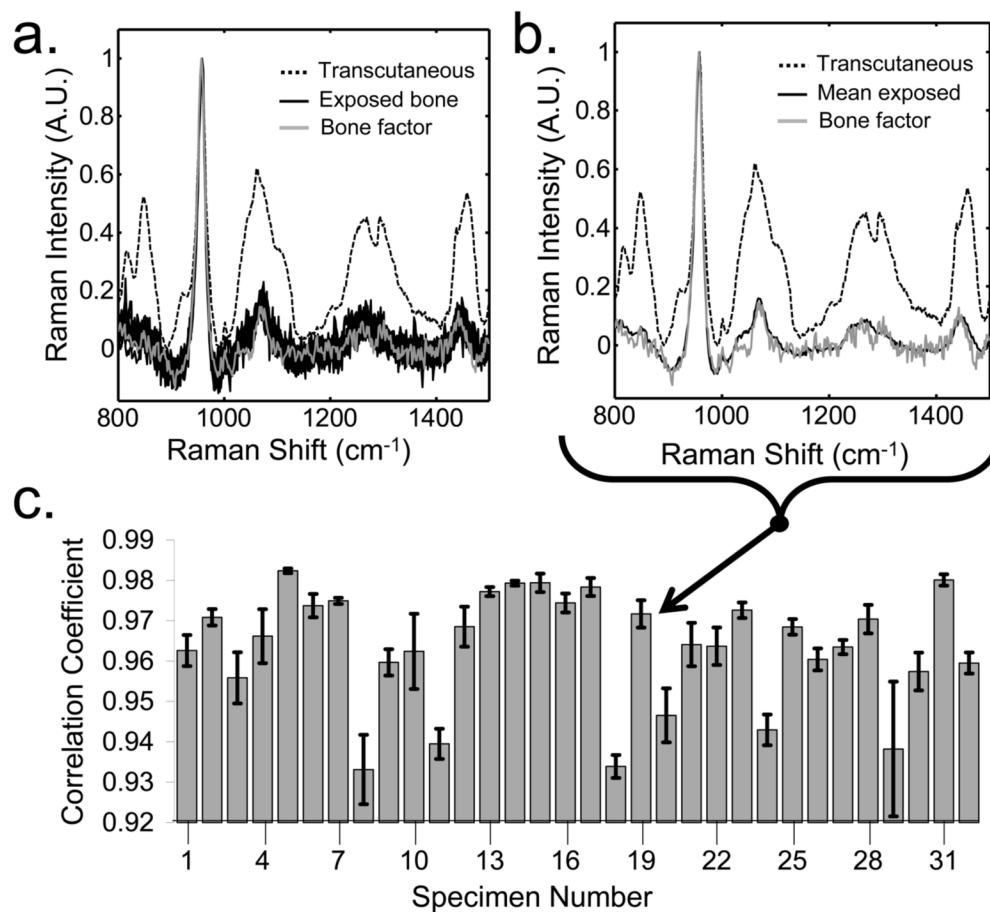 a.
Raman Intensity (A.U.)
1
0.8
0.6
0.4
0.2
0
Transcutaneous
Exposed bone
Bone factor
800 1000 1200 1400
Raman Shift (cm⁻¹)
b.
Raman Intensity (A.U.)
1
0.8
0.6
0.4
0.2
0
Transcutaneous
Mean exposed
Bone factor
800 1000 1200 1400
Raman Shift (cm⁻¹)
c.
Correlation Coefficient
0.99
0.98
0.97
0.96
0.95
0.94
0.93
0.92
1 4 7 10 13 16 19 22 25 28 31
Specimen Number